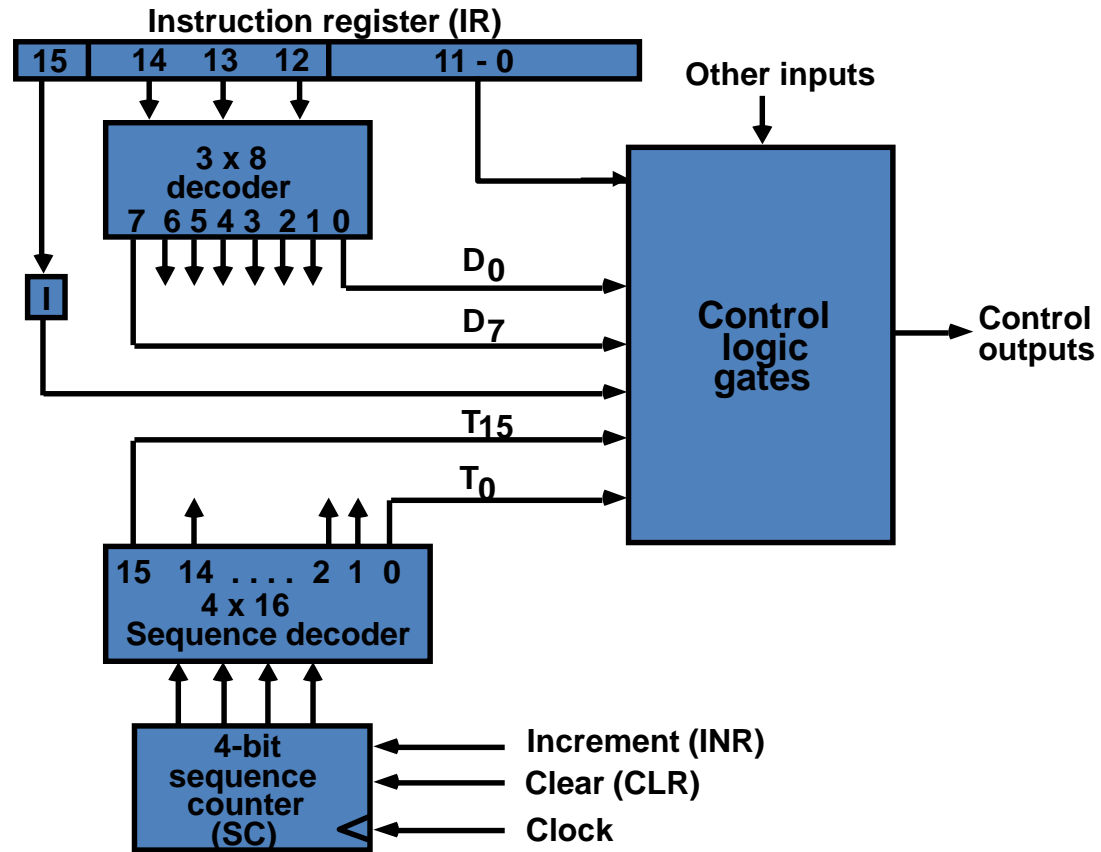 Instruction register (IR)
15 14 13 12 11 - 0
Other inputs
3 x 8
decoder
7 6 5 4 3 2 1 0
D0
I
D7
Control
logic
gates
Control
outputs
T15
T0
15 14 . . . . 2 1 0
4 x 16
Sequence decoder
4-bit
sequence
counter
(SC)
Increment (INR)
Clear (CLR)
Clock